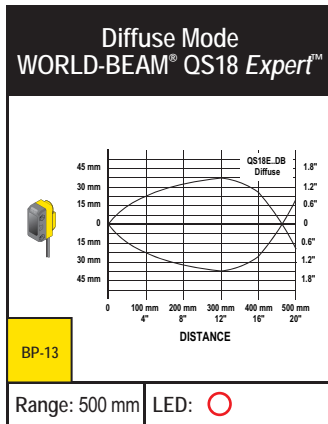 Diffuse Mode
WORLD-BEAM® QS18 Expert™
QS18E..DB
Diffuse
45 mm
30 mm
15 mm
0
15 mm
30 mm
45 mm
1.8"
1.2"
0.6"
0
0.6"
1.2"
1.8"
0 100 mm 200 mm 300 mm 400 mm 500 mm
4" 8" 12" 16" 20"
DISTANCE
BP-13
Range: 500 mm LED: